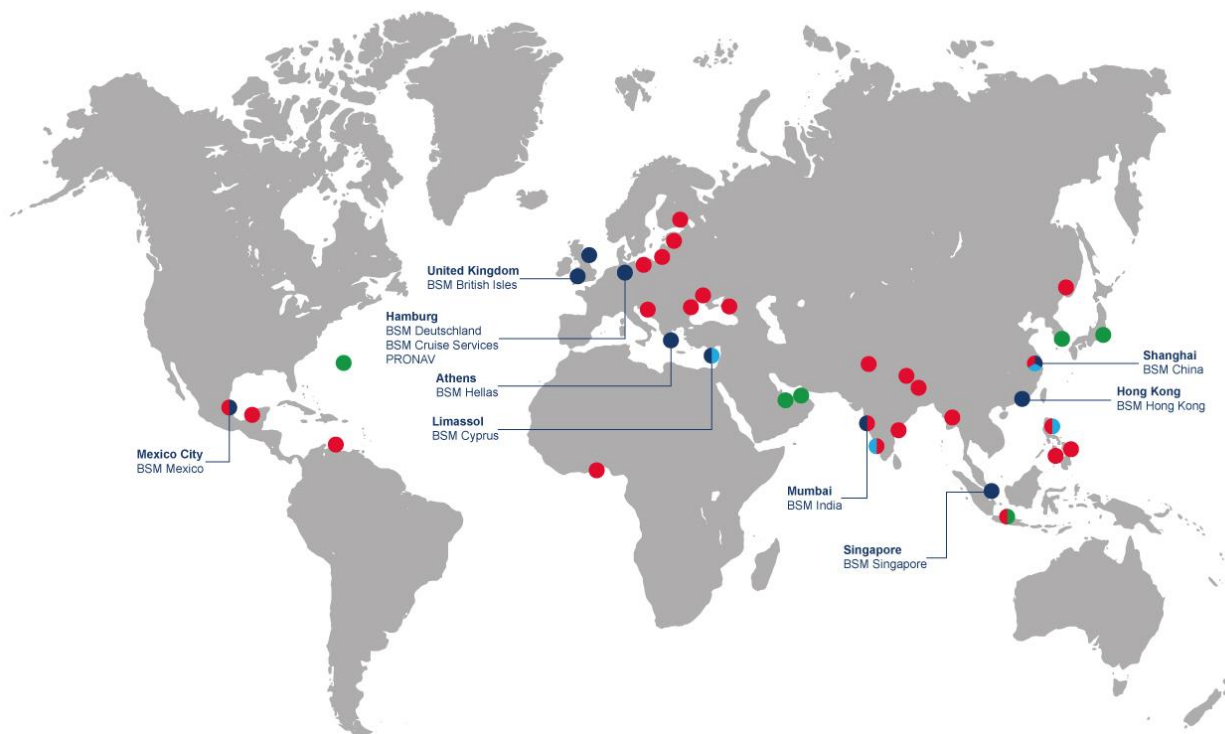 United Kingdom
BSM British Isles
Hamburg
BSM Deutschland
BSM Cruise Services
PRONAV
Athens
BSM Hellas
Limassol
BSM Cyprus
Mexico City
BSM Mexico
Shanghai
BSM China
Hong Kong
BSM Hong Kong
Mumbai
BSM India
Singapore
BSM Singapore